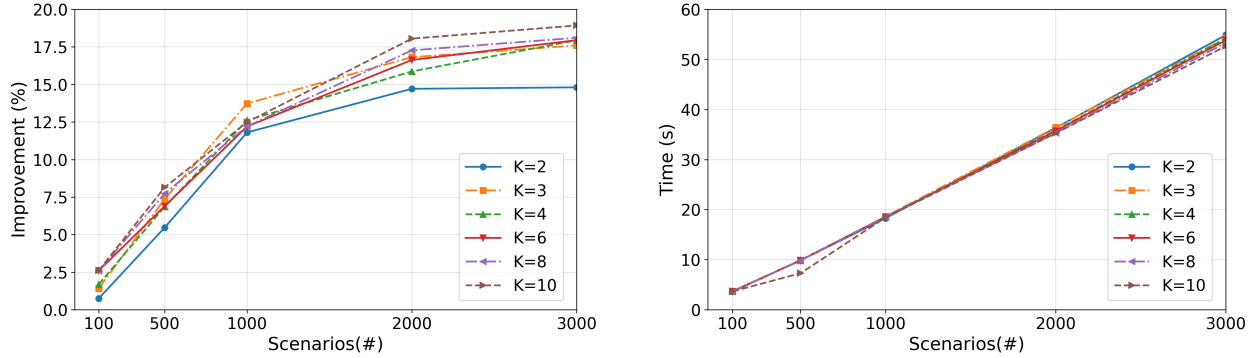 Improvement (%)
20.0
17.5
15.0
12.5
10.0
7.5
5.0
2.5
0.0
100 500 1000 2000 3000
Scenarios(#)
K=2
K=3
K=4
K=6
K=8
K=10
Time (s)
60
50
40
30
20
10
0
100 500 1000 2000 3000
Scenarios(#)
K=2
K=3
K=4
K=6
K=8
K=10